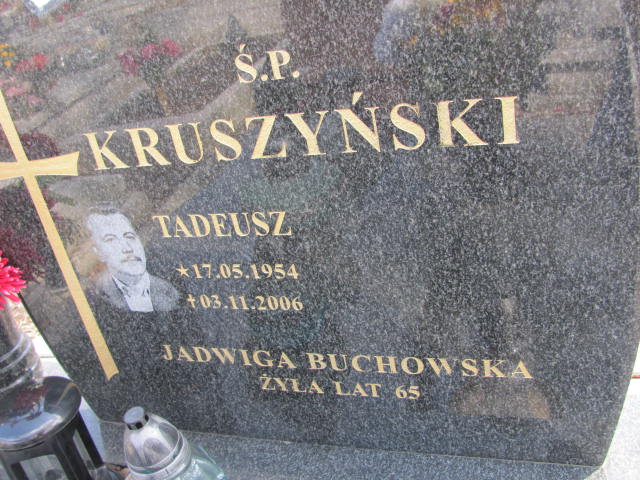 Ś.P.
KRUSZYŃSKI
TADEUSZ
★17.05.1954
✝03.11.2006
JADWIGA BUCHOWSKA
ŻYŁA LAT 65